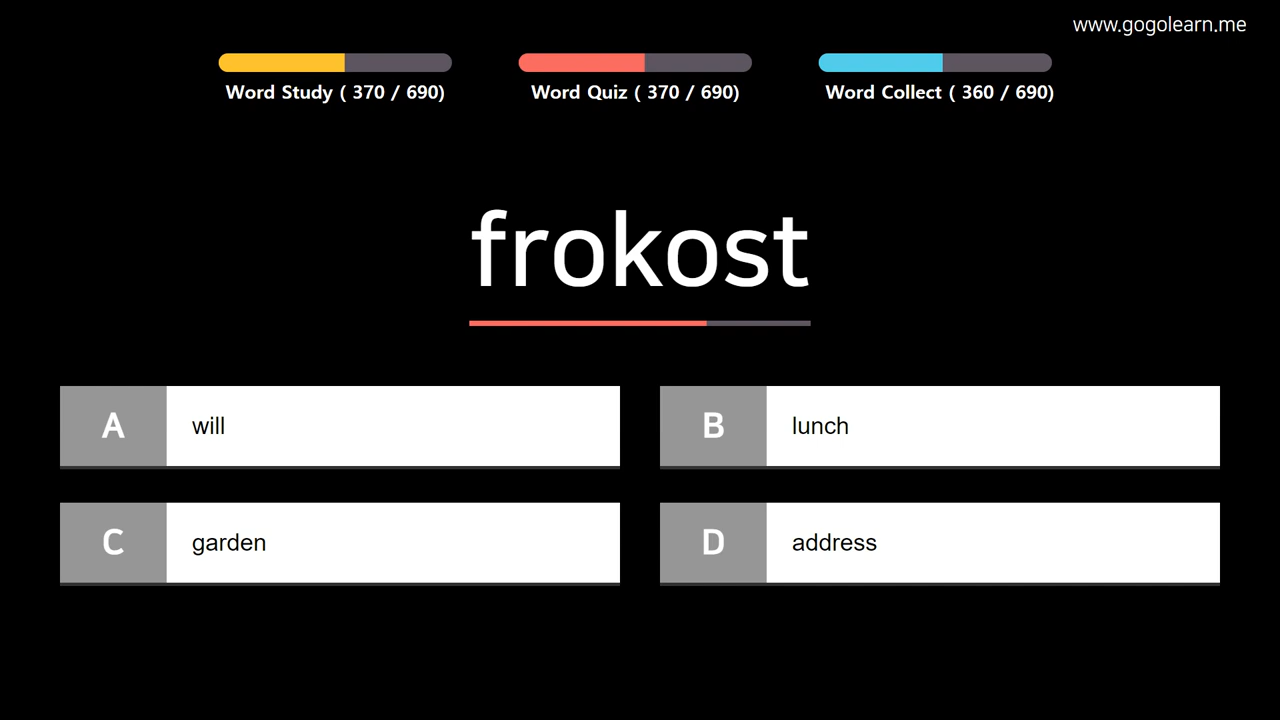 www.gogolearn.me
Word Study ( 370 / 690)
Word Quiz ( 370 / 690)
Word Collect ( 360 / 690)
frokost
A will
B lunch
C garden
D address